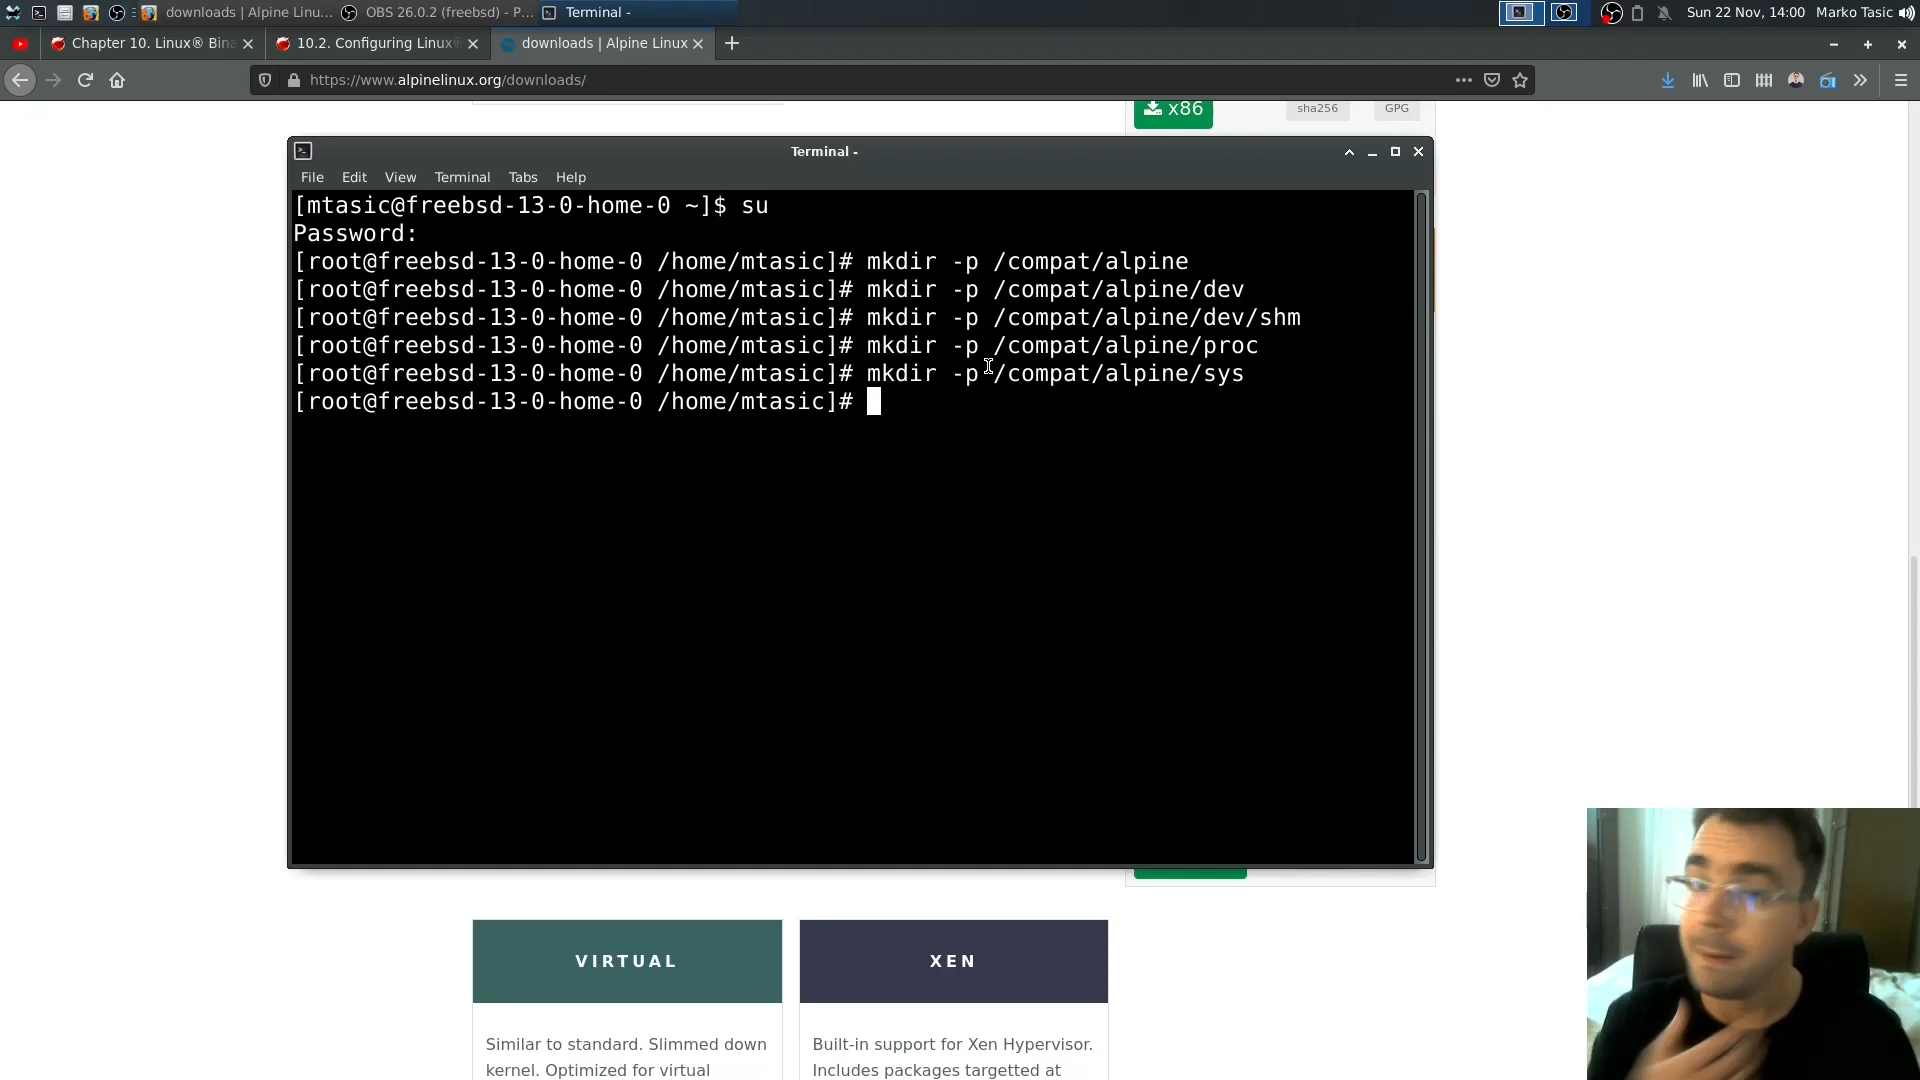 downloads | Alpine Linu...
OBS 26.0.2 (freebsd) - P...
Terminal -
Sun 22 Nov, 14:00
Marko Tasic
Chapter 10. Linux® Bina
10.2. Configuring Linux®
downloads | Alpine Linux
https://www.alpinelinux.org/downloads/
x86
sha256
GPG
Terminal -
File Edit View Terminal Tabs Help
[mtasic@freebsd-13-0-home-0 ~]$ su
Password:
[root@freebsd-13-0-home-0 /home/mtasic]# mkdir -p /compat/alpine
[root@freebsd-13-0-home-0 /home/mtasic]# mkdir -p /compat/alpine/dev
[root@freebsd-13-0-home-0 /home/mtasic]# mkdir -p /compat/alpine/dev/shm
[root@freebsd-13-0-home-0 /home/mtasic]# mkdir -p /compat/alpine/proc
[root@freebsd-13-0-home-0 /home/mtasic]# mkdir -p /compat/alpine/sys
[root@freebsd-13-0-home-0 /home/mtasic]#
VIRTUAL
XEN
Similar to standard. Slimmed down
kernel. Optimized for virtual
Built-in support for Xen Hypervisor.
Includes packages targetted at